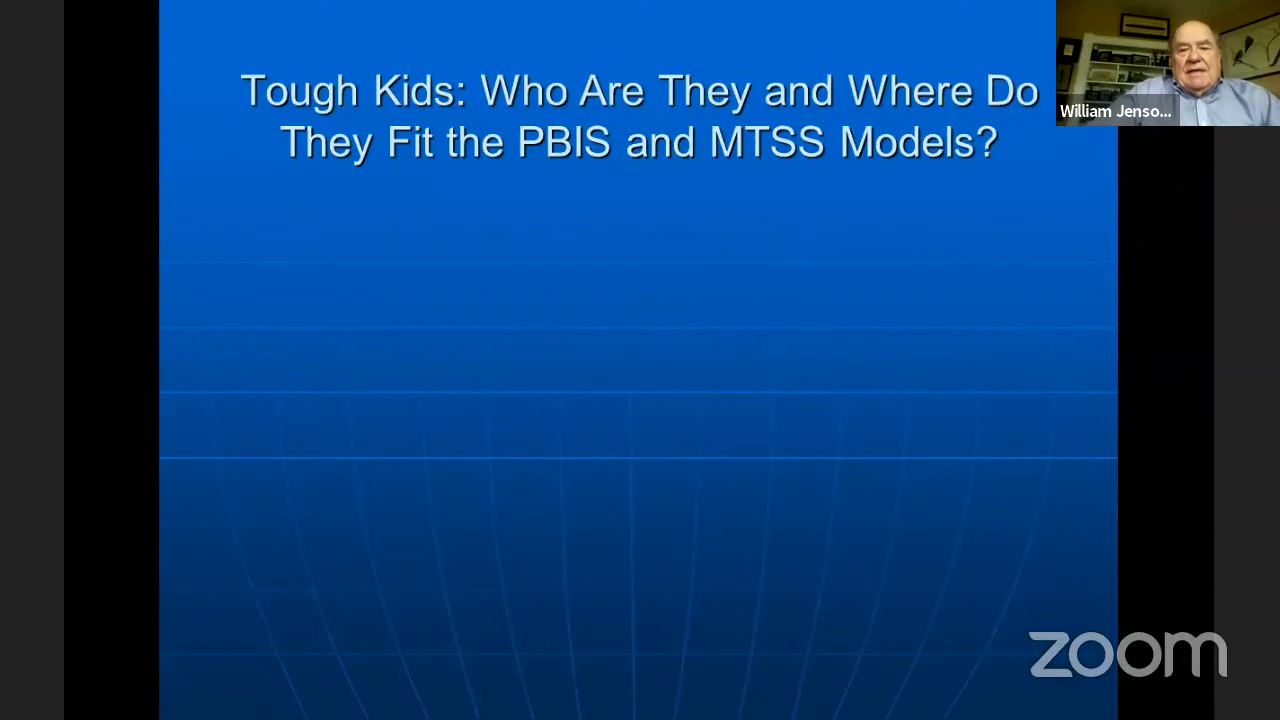 Tough Kids: Who Are They and Where Do
They Fit the PBIS and MTSS Models?
William Jenso...
zoom